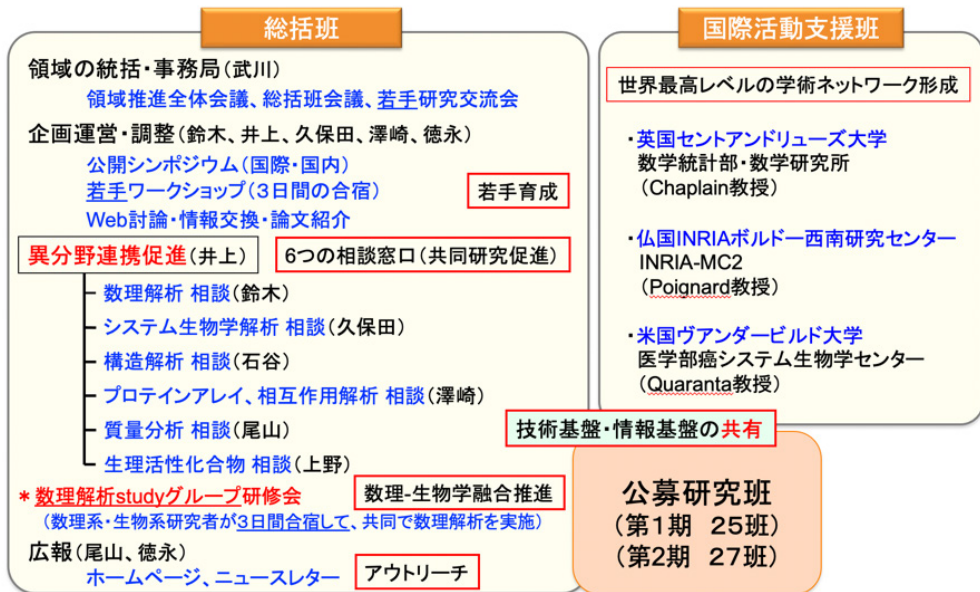 総括班
領域の統括・事務局(武川)
領域推進全体会議、総括班会議、若手研究交流会
企画運営・調整(鈴木、井上、久保田、澤崎、徳永)
公開シンポジウム(国際・国内)
若手ワークショップ(3日間の合宿)
若手育成
Web討論・情報交換・論文紹介
異分野連携促進(井上)
6つの相談窓口(共同研究促進)
数理解析 相談(鈴木)
システム生物学解析 相談(久保田)
構造解析 相談(石谷)
プロテインアレイ、相互作用解析 相談(澤崎)
質量分析 相談(尾山)
生理活性化合物 相談(上野)
*数理解析studyグループ研修会
数理-生物学融合推進
(数理系・生物系研究者が3日間合宿して、共同で数理解析を実施)
広報(尾山、徳永)
ホームページ、ニュースレター
アウトリーチ
国際活動支援班
世界最高レベルの学術ネットワーク形成
・英国セントアンドリューズ大学
数学統計部・数学研究所
(Chaplain教授)
・仏国INRIAボルドー西南研究センター
INRIA-MC2
(Poignard教授)
・米国ヴァンダービルド大学
医学部癌システム生物学センター
(Quaranta教授)
技術基盤・情報基盤の共有
公募研究班
(第1期 25班)
(第2期 27班)